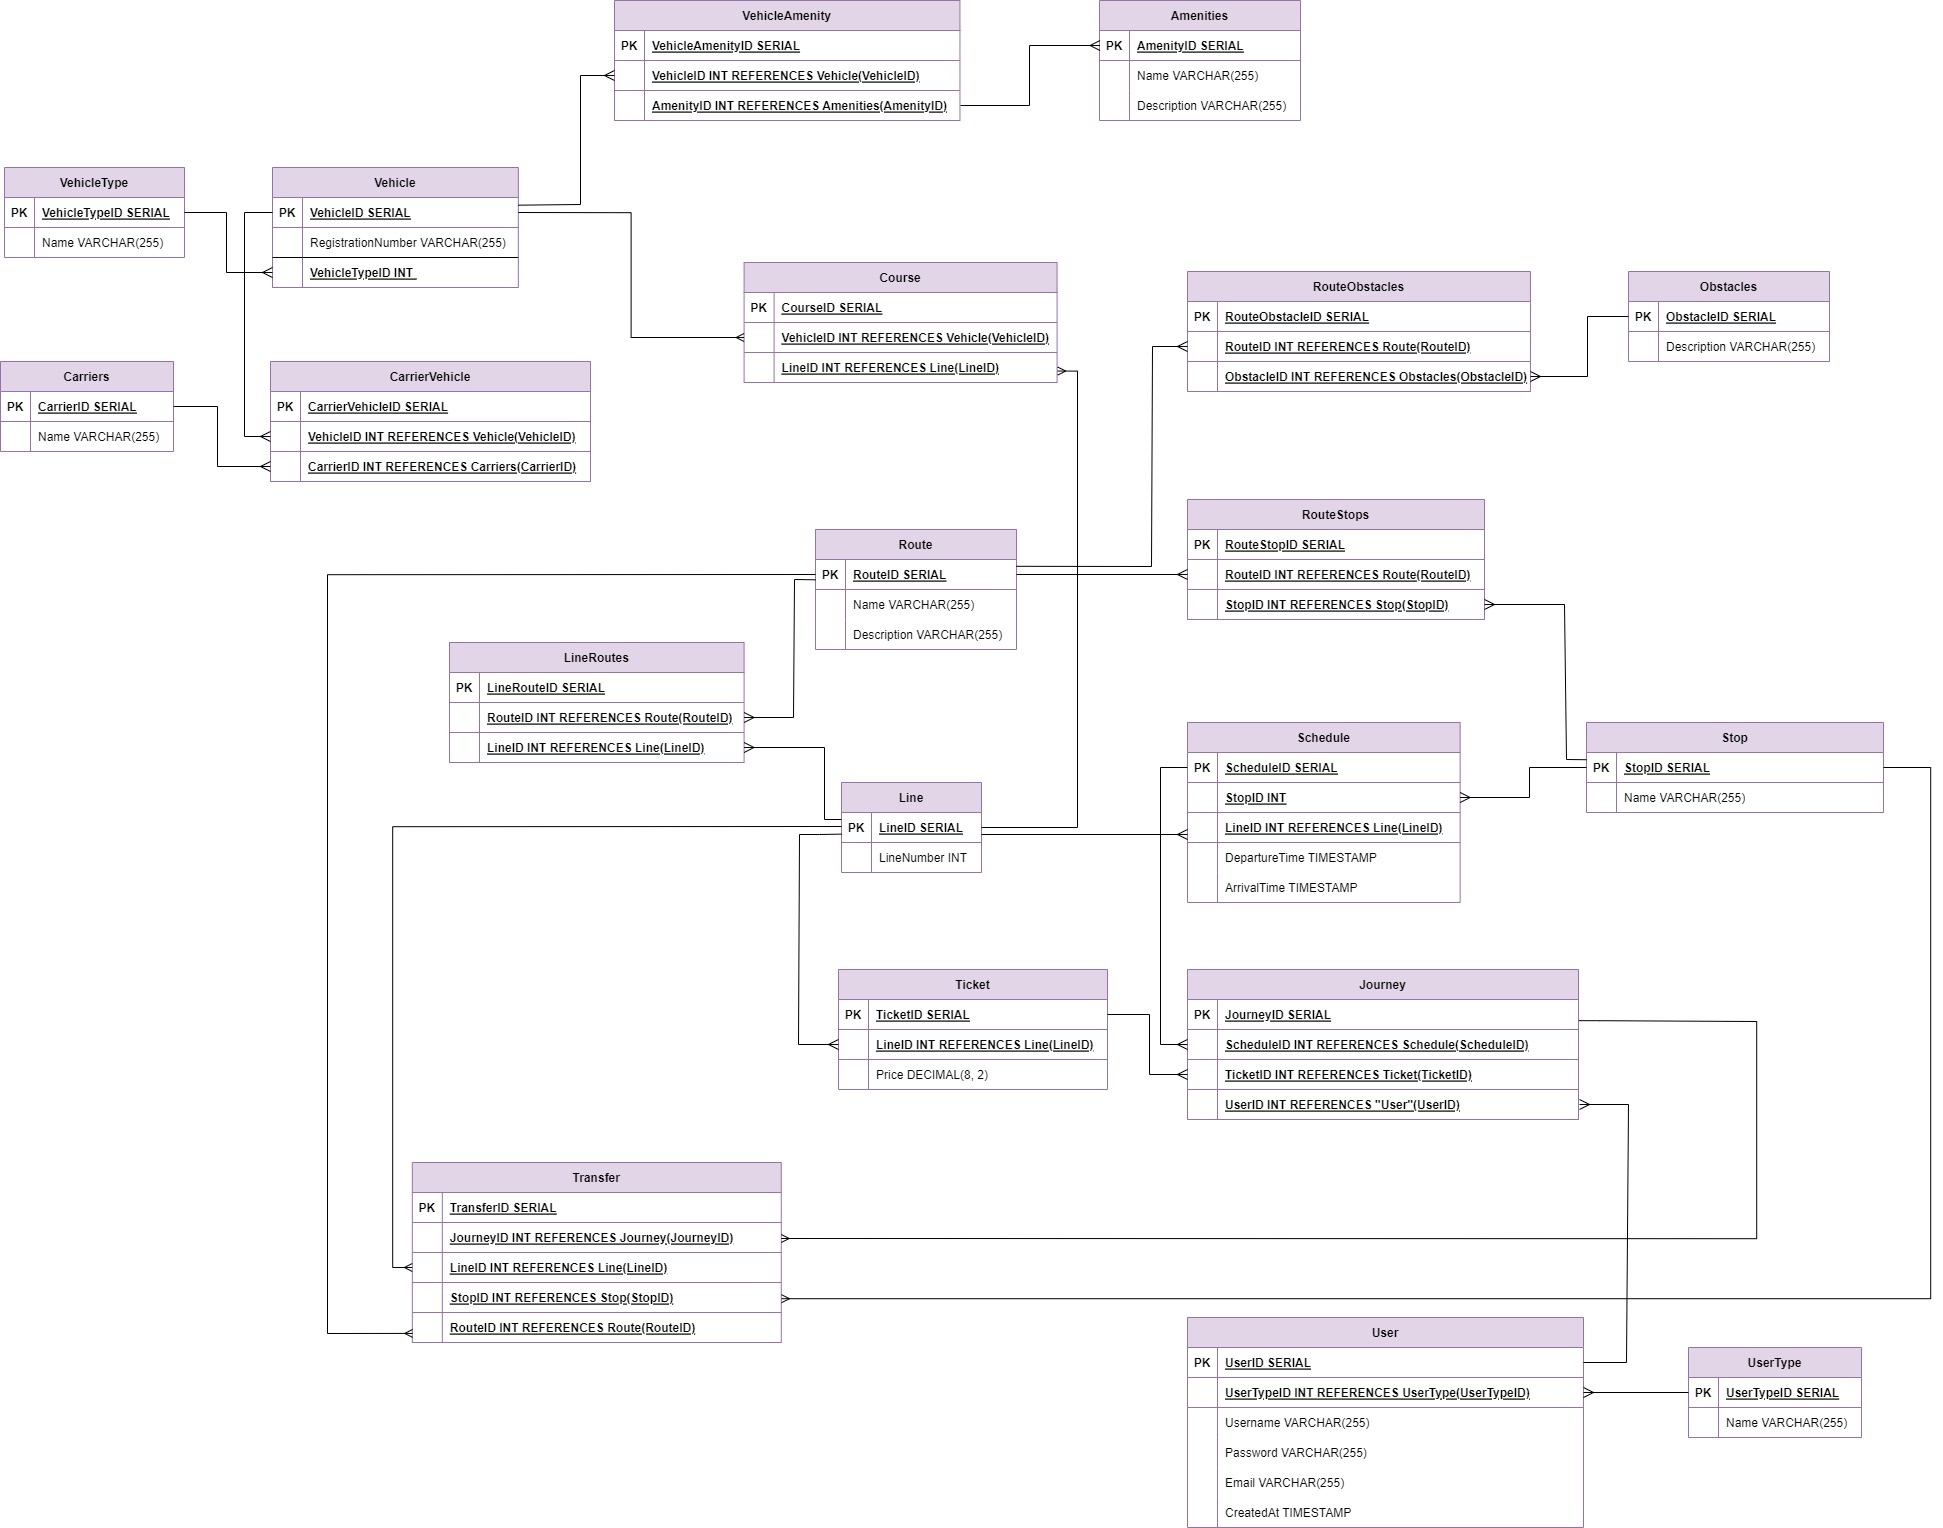 VehicleAmenity
PK VehicleAmenityID SERIAL
VehicleID INT REFERENCES Vehicle(VehicleID)
AmenityID INT REFERENCES Amenities(AmenityID)
Amenities
PK AmenityID SERIAL
Name VARCHAR(255)
Description VARCHAR(255)
VehicleType
PK VehicleTypeID SERIAL
Name VARCHAR(255)
Vehicle
PK VehicleID SERIAL
RegistrationNumber VARCHAR(255)
VehicleTypeID INT
Course
PK CourseID SERIAL
VehicleID INT REFERENCES Vehicle(VehicleID)
LineID INT REFERENCES Line(LineID)
RouteObstacles
PK RouteObstacleID SERIAL
RouteID INT REFERENCES Route(RouteID)
ObstacleID INT REFERENCES Obstacles(ObstacleID)
Obstacles
PK ObstacleID SERIAL
Description VARCHAR(255)
Carriers
PK CarrierID SERIAL
Name VARCHAR(255)
CarrierVehicle
PK CarrierVehicleID SERIAL
VehicleID INT REFERENCES Vehicle(VehicleID)
CarrierID INT REFERENCES Carriers(CarrierID)
Route
PK RouteID SERIAL
Name VARCHAR(255)
Description VARCHAR(255)
RouteStops
PK RouteStopID SERIAL
RouteID INT REFERENCES Route(RouteID)
StopID INT REFERENCES Stop(StopID)
LineRoutes
PK LineRouteID SERIAL
RouteID INT REFERENCES Route(RouteID)
LineID INT REFERENCES Line(LineID)
Line
PK LineID SERIAL
LineNumber INT
Schedule
PK ScheduleID SERIAL
StopID INT
LineID INT REFERENCES Line(LineID)
DepartureTime TIMESTAMP
ArrivalTime TIMESTAMP
Stop
PK StopID SERIAL
Name VARCHAR(255)
Ticket
PK TicketID SERIAL
LineID INT REFERENCES Line(LineID)
Price DECIMAL(8, 2)
Journey
PK JourneyID SERIAL
ScheduleID INT REFERENCES Schedule(ScheduleID)
TicketID INT REFERENCES Ticket(TicketID)
UserID INT REFERENCES "User"(UserID)
Transfer
PK TransferID SERIAL
JourneyID INT REFERENCES Journey(JourneyID)
LineID INT REFERENCES Line(LineID)
StopID INT REFERENCES Stop(StopID)
RouteID INT REFERENCES Route(RouteID)
User
PK UserID SERIAL
UserTypeID INT REFERENCES UserType(UserTypeID)
Username VARCHAR(255)
Password VARCHAR(255)
Email VARCHAR(255)
CreatedAt TIMESTAMP
UserType
PK UserTypeID SERIAL
Name VARCHAR(255)